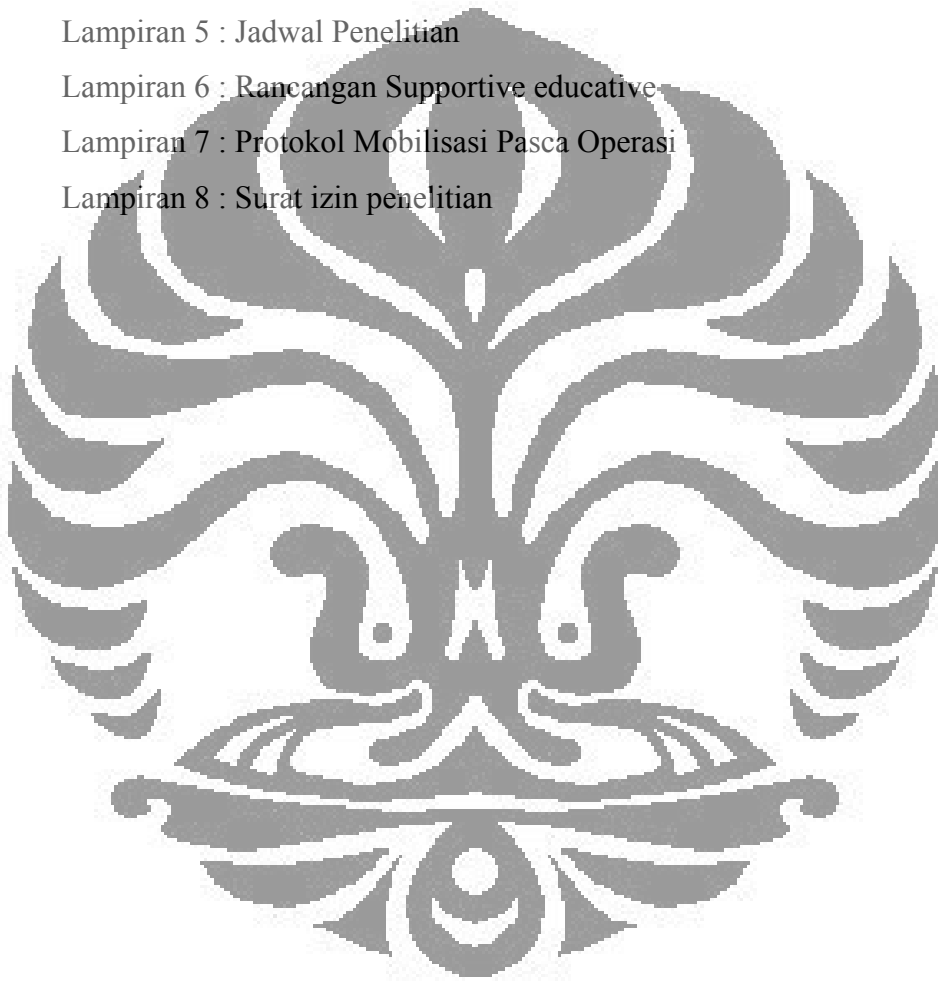 Lampiran 5 : Jadwal Penelitian
Lampiran 6 : Rancangan Supportive educative
Lampiran 7 : Protokol Mobilisasi Pasca Operasi
Lampiran 8 : Surat izin penelitian